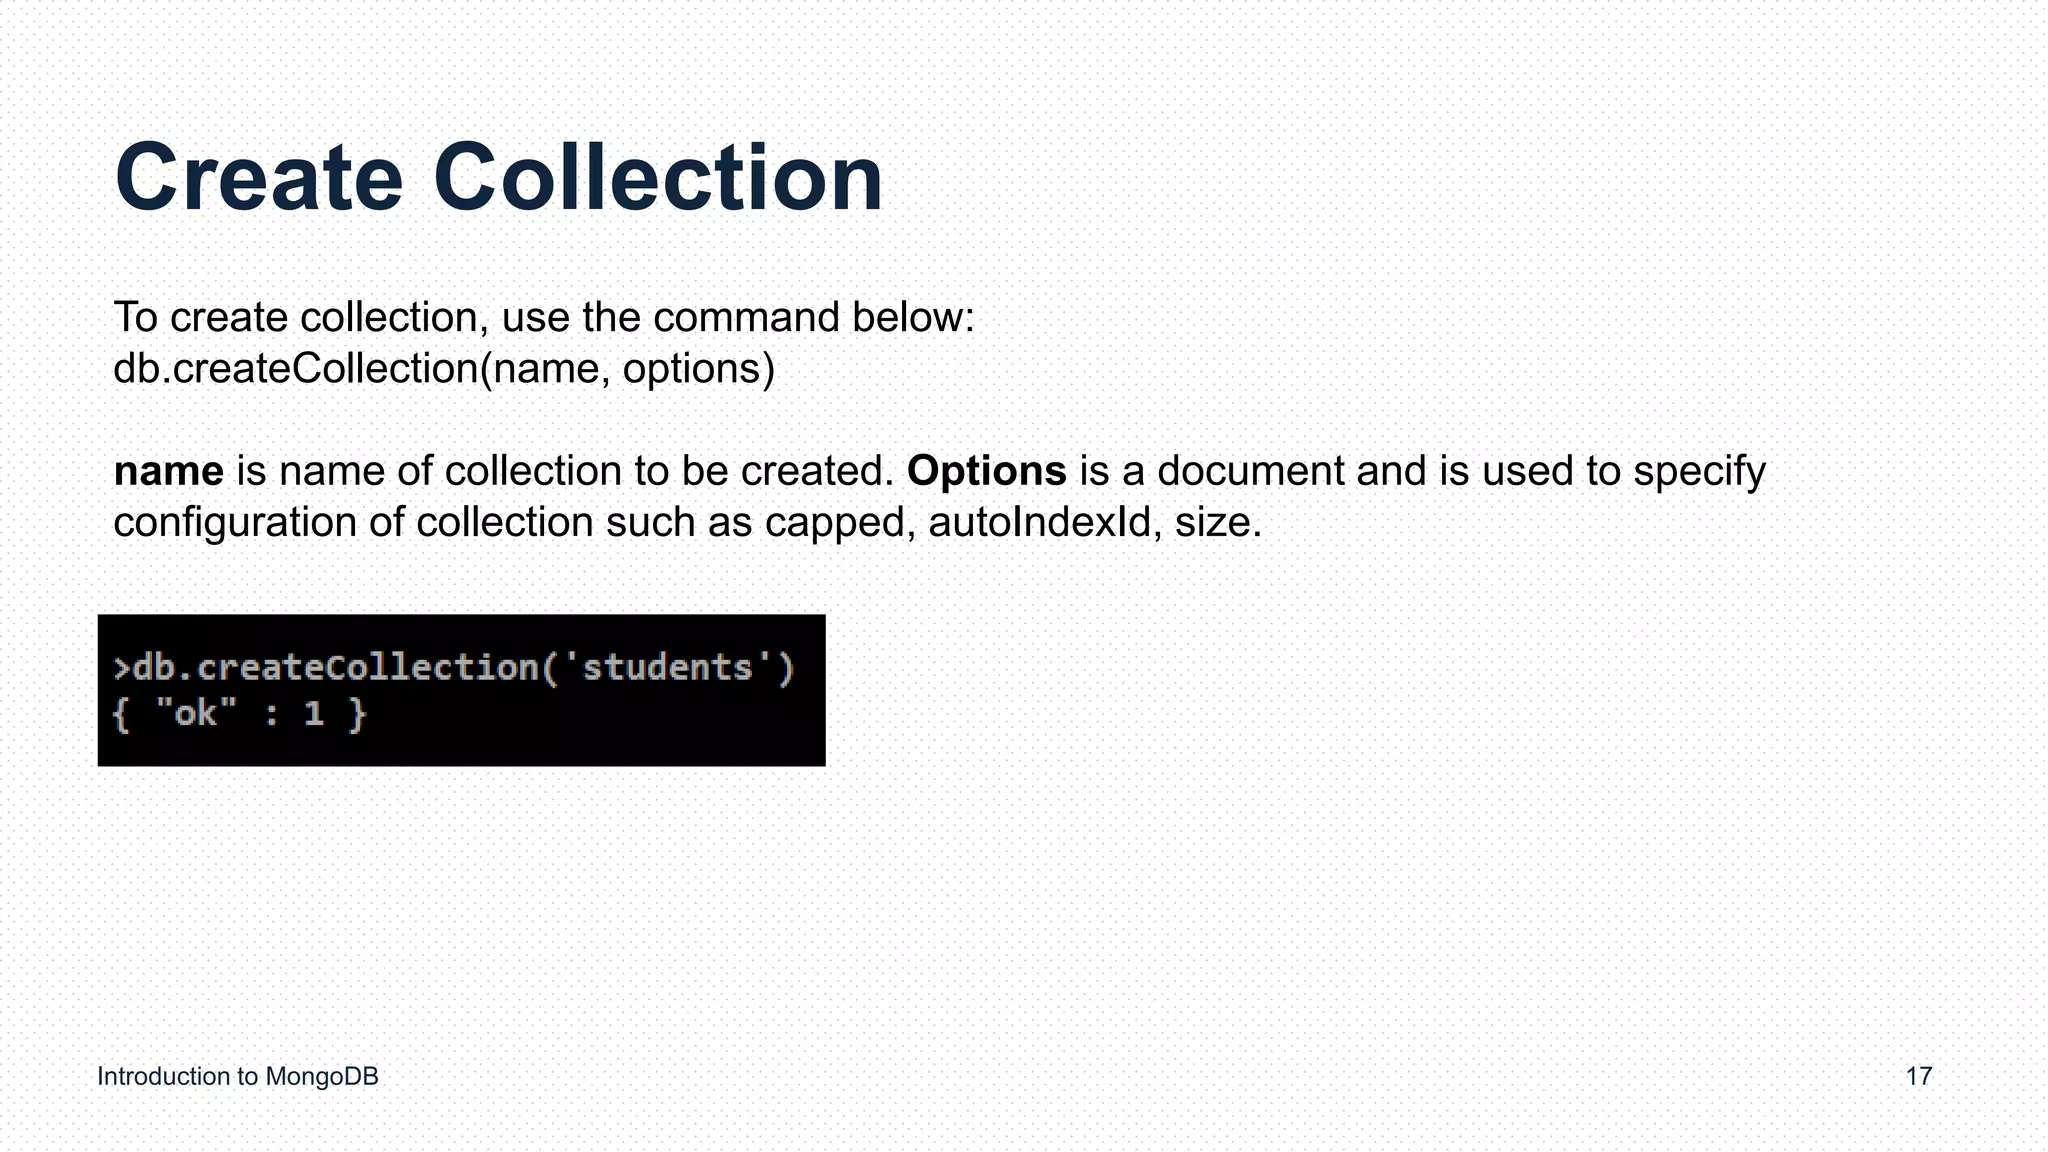 Create Collection
To create collection, use the command below:
db.createCollection(name, options)
name is name of collection to be created. Options is a document and is used to specify
configuration of collection such as capped, autoIndexId, size.
>db.createCollection('students')
{ "ok" : 1 }
Introduction to MongoDB
17